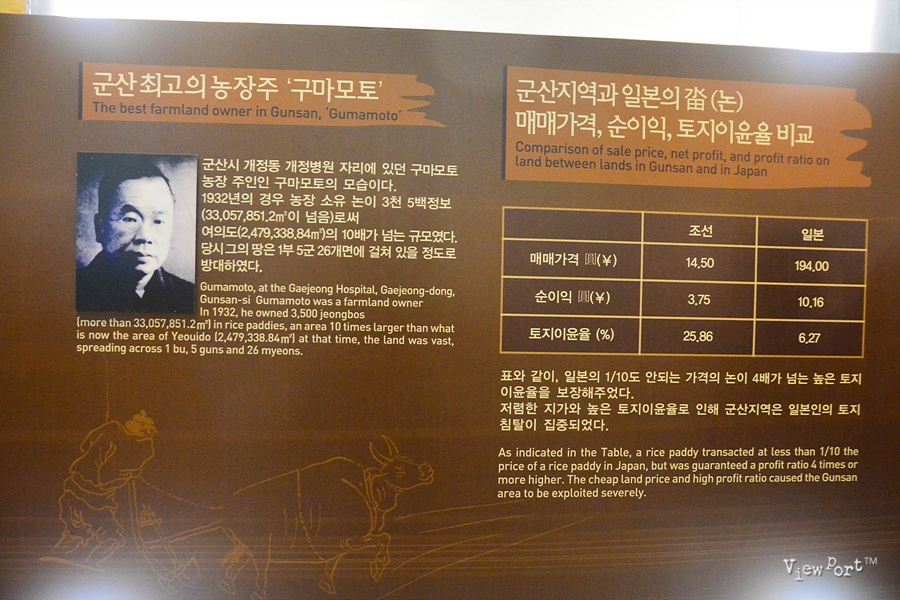 군산 최고의 농장주 ‘구마모토’
The best farmland owner in Gunsan, ‘Gumamoto’
군산시 개정동 개정병원 자리에 있던 구마모토
농장 주인인 구마모토의 모습이다.
1932년의 경우 농장 소유 논이 3천 5백정보
(33,057,851.2㎡이 넘음)로써
여의도(2,479,338.84㎡)의 10배가 넘는 규모였다.
당시 그의 땅은 1부 5군 26개면에 걸쳐 있을 정도로
방대하였다.
Gumamoto, at the Gaejeong Hospital, Gaejeong-dong,
Gunsan-si Gumamoto was a farmland owner
In 1932, he owned 3,500 jeongbos
(more than 33,057,851.2㎡) in rice paddies, an area 10 times larger than what
is now the area of Yeouido (2,479,338.84㎡) at that time, the land was vast,
spreading across 1 bu, 5 guns and 26 myeons.
군산지역과 일본의 畓(논)
매매가격, 순이익, 토지이윤율 비교
Comparison of sale price, net profit, and profit ratio on
land between lands in Gunsan and in Japan
조선 일본
매매가격 (￥) 14.50 194.00
순이익 (￥) 3.75 10.16
토지이윤율 (%) 25.86 6.27
표와 같이, 일본의 1/10도 안되는 가격의 논이 4배가 넘는 높은 토지
이윤율을 보장해주었다.
저렴한 지가와 높은 토지이윤율로 인해 군산지역은 일본인의 토지
침탈이 집중되었다.
As indicated in the Table, a rice paddy transacted at less than 1/10 the
price of a rice paddy in Japan, but was guaranteed a profit ratio 4 times or
more higher. The cheap land price and high profit ratio caused the Gunsan
area to be exploited severely.
View Port™